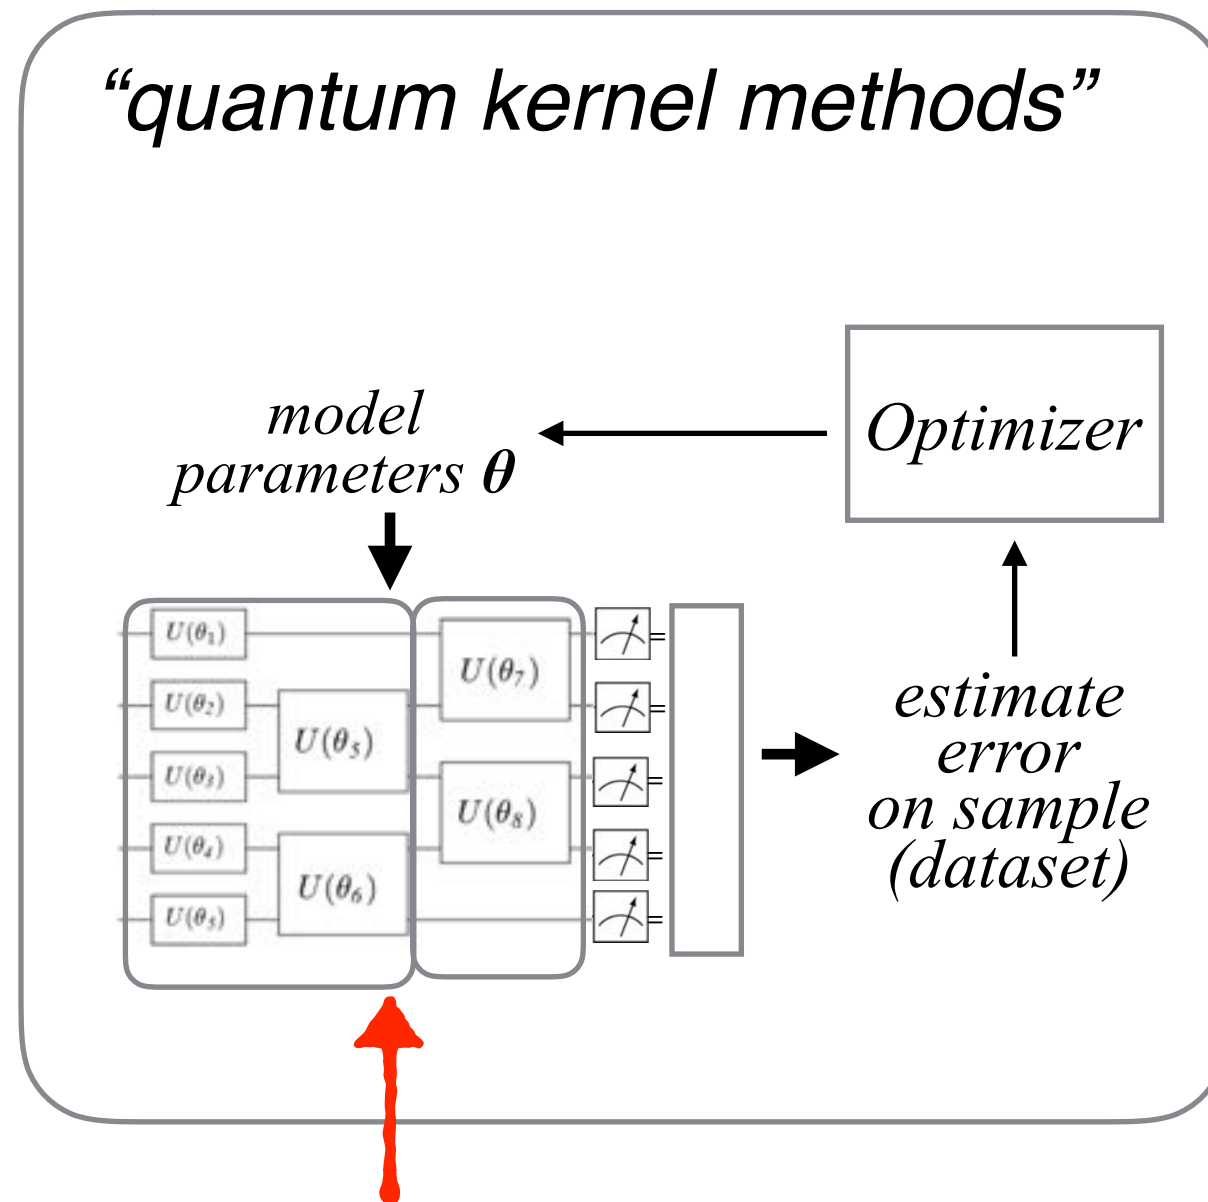 “quantum kernel methods”
model
parameters θ
Optimizer
U(θ₁)
U(θ₂)
U(θ₃)
U(θ₄)
U(θ₅)
U(θ₅)
U(θ₆)
U(θ₇)
U(θ₈)
estimate
error
on sample
(dataset)